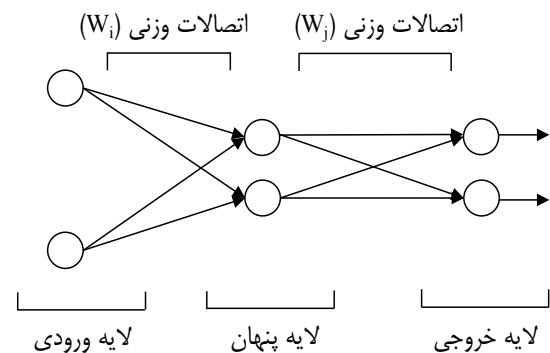 اتصالات وزنی (Wi)
اتصالات وزنی (Wj)
لایه ورودی
لایه پنهان
لایه خروجی